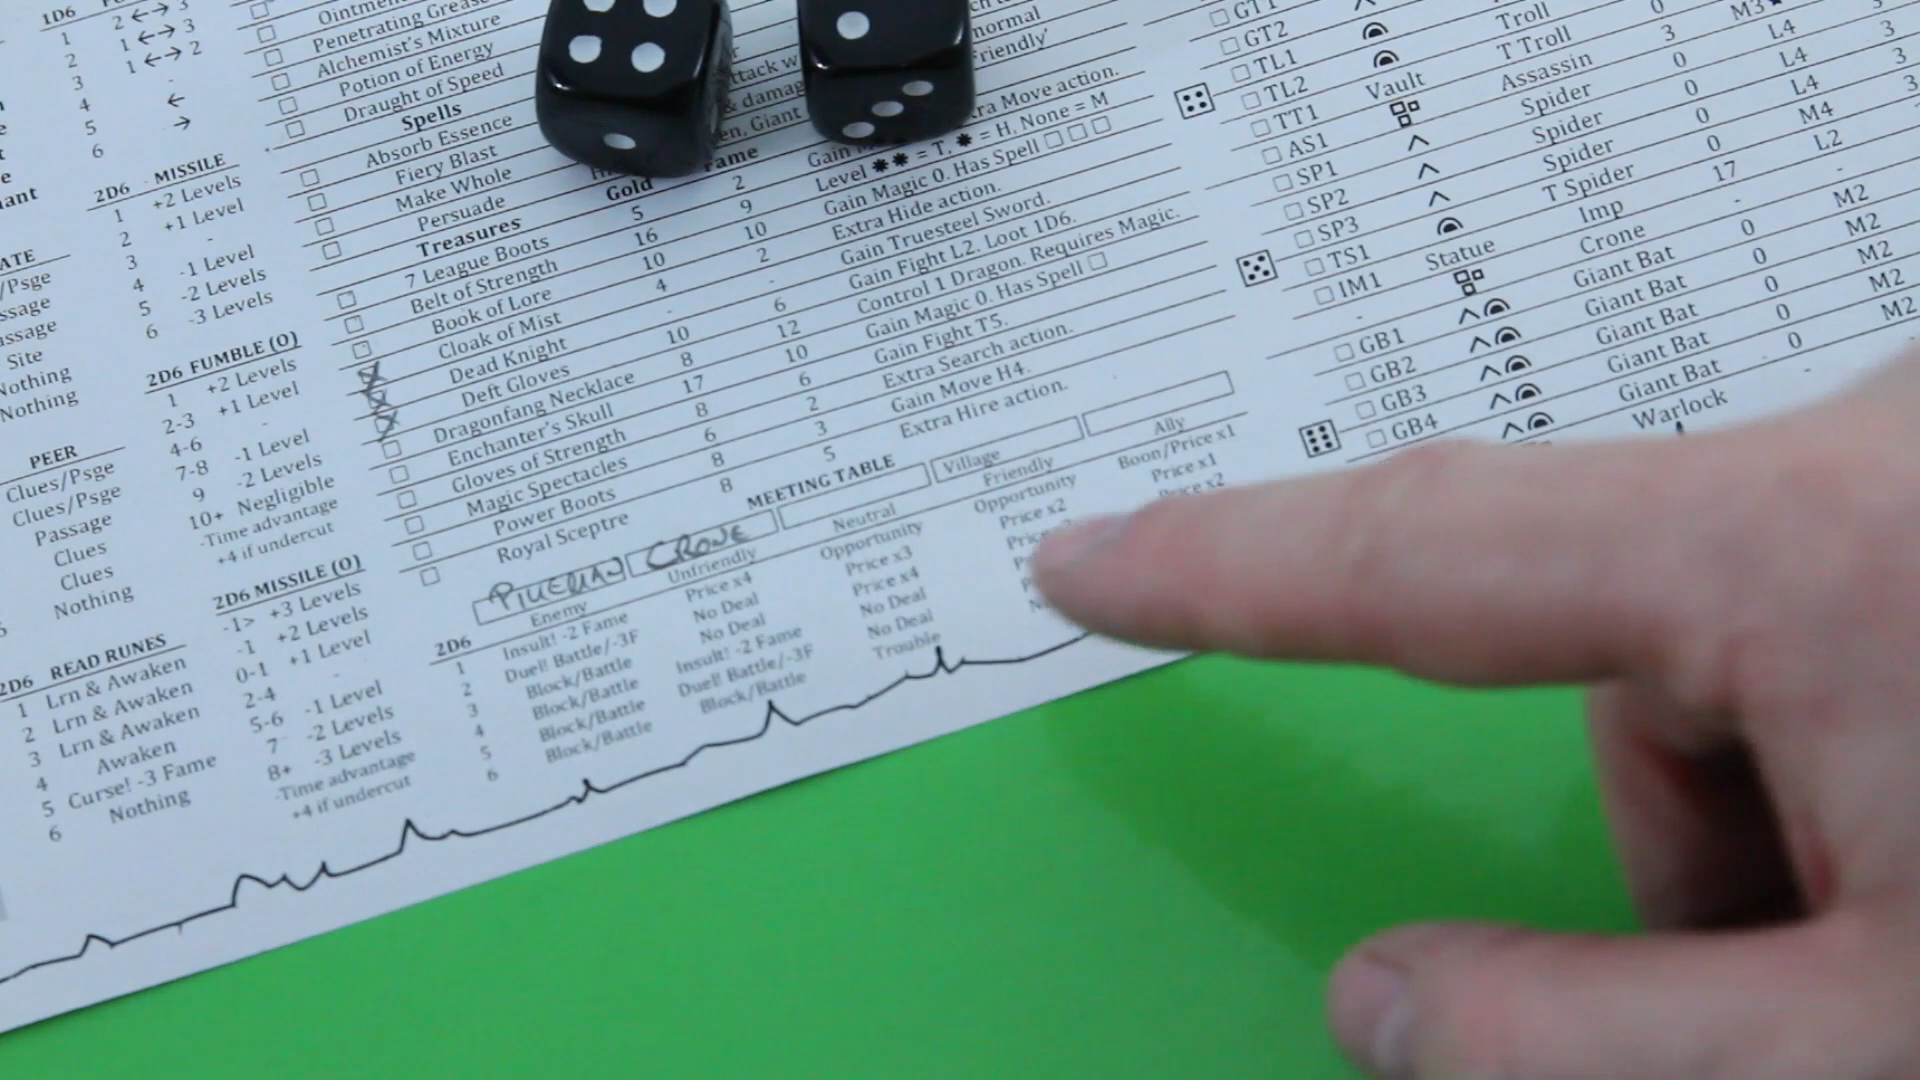 1D6
1 2 ←→ 3
2 1 ←→ 3
3 1 ←→ 2
4 -
5 ←
6 →
2D6 MISSILE
1 +2 Levels
2 +1 Level
3 -
4 -1 Level
5 -2 Levels
6 -3 Levels
2D6 FUMBLE (O)
1 +2 Levels
2-3 +1 Level
4-6 -
7-8 -1 Level
9 -2 Levels
10+ Negligible
-Time advantage
+4 if undercut
2D6 MISSILE (O)
-1> +3 Levels
-1 +2 Levels
0-1 +1 Level
2-4 -
5-6 -1 Level
7 -2 Levels
8+ -3 Levels
-Time advantage
+4 if undercut
/Psge
Site
Nothing
Nothing
PEER
Clues/Psge
Clues/Psge
Passage
Clues
Clues
Nothing
2D6 READ RUNES
1 Lrn & Awaken
2 Lrn & Awaken
3 Lrn & Awaken
4 Awaken
5 Curse! -3 Fame
6 Nothing
Ointment
Penetrating Grease
Alchemist's Mixture
Potion of Energy
Draught of Speed
Spells
Absorb Essence
Fiery Blast
Make Whole
Persuade
Treasures Gold Fame
7 League Boots 5 2 Gain
Belt of Strength 16 9 Level ✸✸ = T, ✸ = H, None = M
Book of Lore 10 10 Gain Magic 0. Has Spell □ □ □
Cloak of Mist 4 2 Extra Hide action.
Dead Knight - - Gain Truesteel Sword.
Deft Gloves 10 6 Gain Fight L2. Loot 1D6.
Dragonfang Necklace 8 12 Control 1 Dragon. Requires Magic.
Enchanter's Skull 17 10 Gain Magic 0. Has Spell □
Gloves of Strength 8 6 Gain Fight T5.
Magic Spectacles 6 2 Extra Search action.
Power Boots 8 3 Gain Move H4.
Royal Sceptre 8 5 Extra Hire action.
normal
Move action.
MEETING TABLE
PIKEMAN CRONE Village
2D6 Enemy Unfriendly Neutral Friendly Ally
1 Insult! -2 Fame Price x4 Opportunity Opportunity Boon/Price x1
2 Duel! Battle/-3F No Deal Price x3 Price x2 Price x1
3 Block/Battle No Deal Price x4 Price x2
4 Block/Battle Insult! -2 Fame No Deal
5 Block/Battle Duel! Battle/-3F No Deal
6 Block/Battle Block/Battle Trouble
GT1
GT2
TL1 Troll 0
TL2 T Troll 3
TT1 Vault Assassin 0 L4 3
AS1 Spider 0 L4 3
SP1 Spider 0 L4 3
SP2 Spider 0 M4 3
SP3 T Spider 17 L2
TS1 Imp - -
IM1 Statue Crone 0 M2
GB1 Giant Bat 0 M2
GB2 Giant Bat 0 M2
GB3 Giant Bat 0 M2
GB4 Giant Bat 0 M2
Giant Bat
Warlock